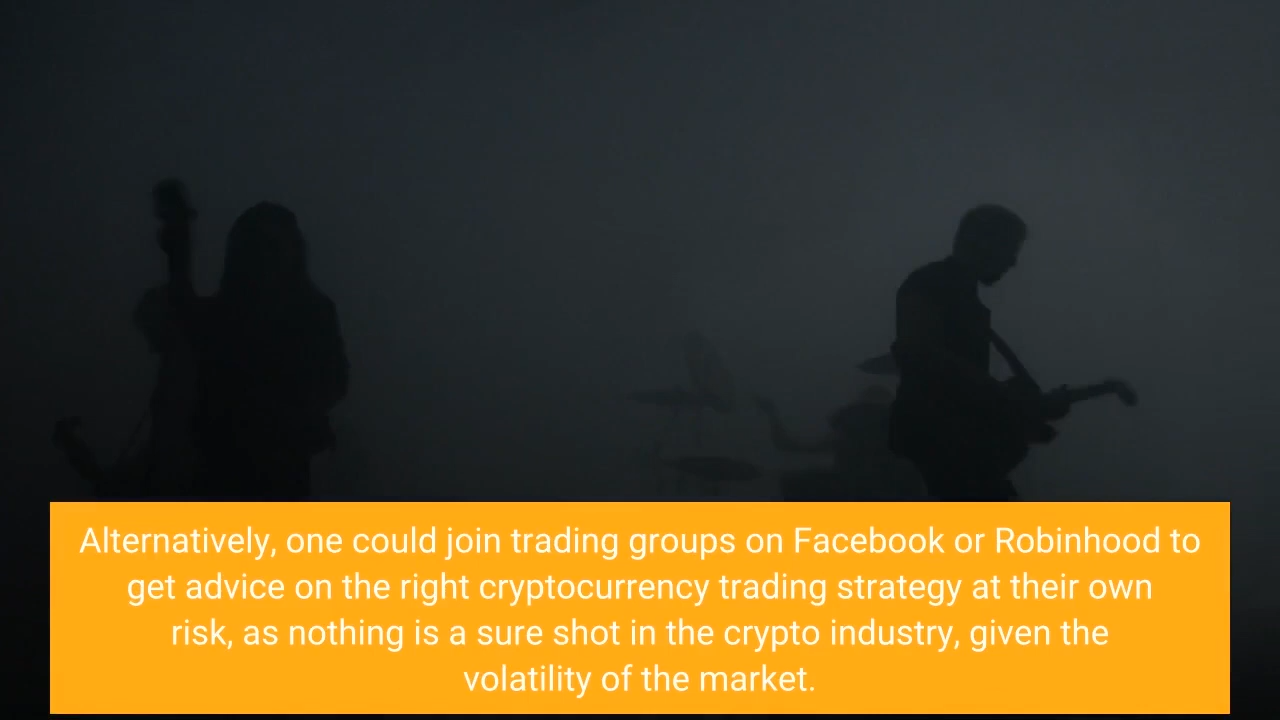 Alternatively, one could join trading groups on Facebook or Robinhood to
get advice on the right cryptocurrency trading strategy at their own
risk, as nothing is a sure shot in the crypto industry, given the
volatility of the market.